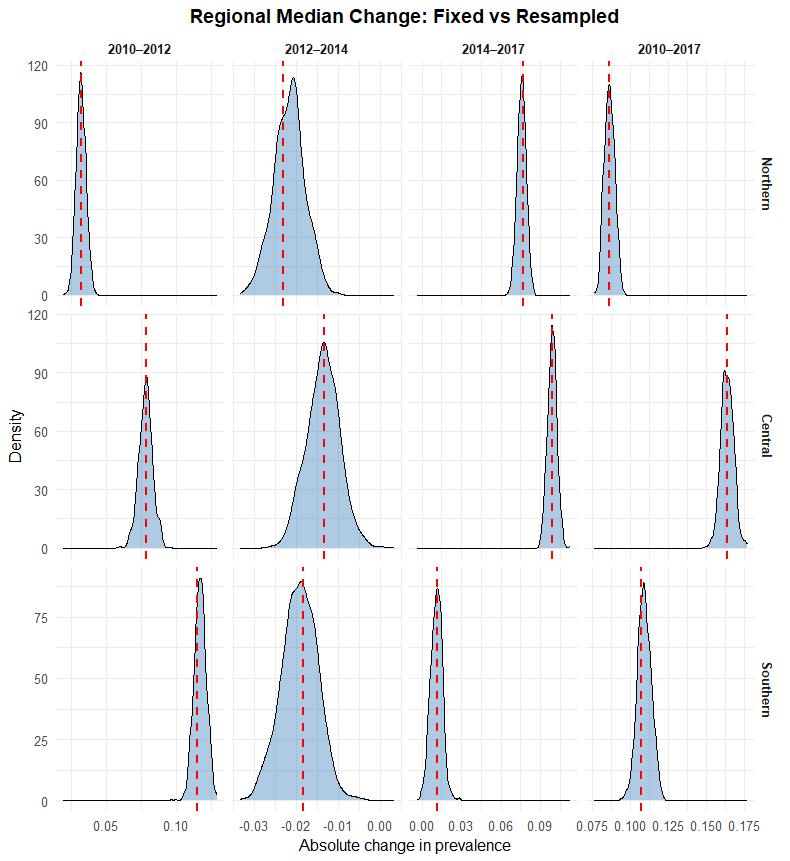 Regional Median Change: Fixed vs Resampled
2010–2012 2012–2014 2014–2017 2010–2017
120
90
60
30
0
Northern
120
90
60
30
0
Central
75
50
25
0
Southern
Density
0.05 0.10 -0.03 -0.02 -0.01 0.00 0.00 0.03 0.06 0.09 0.075 0.100 0.125 0.150 0.175
Absolute change in prevalence